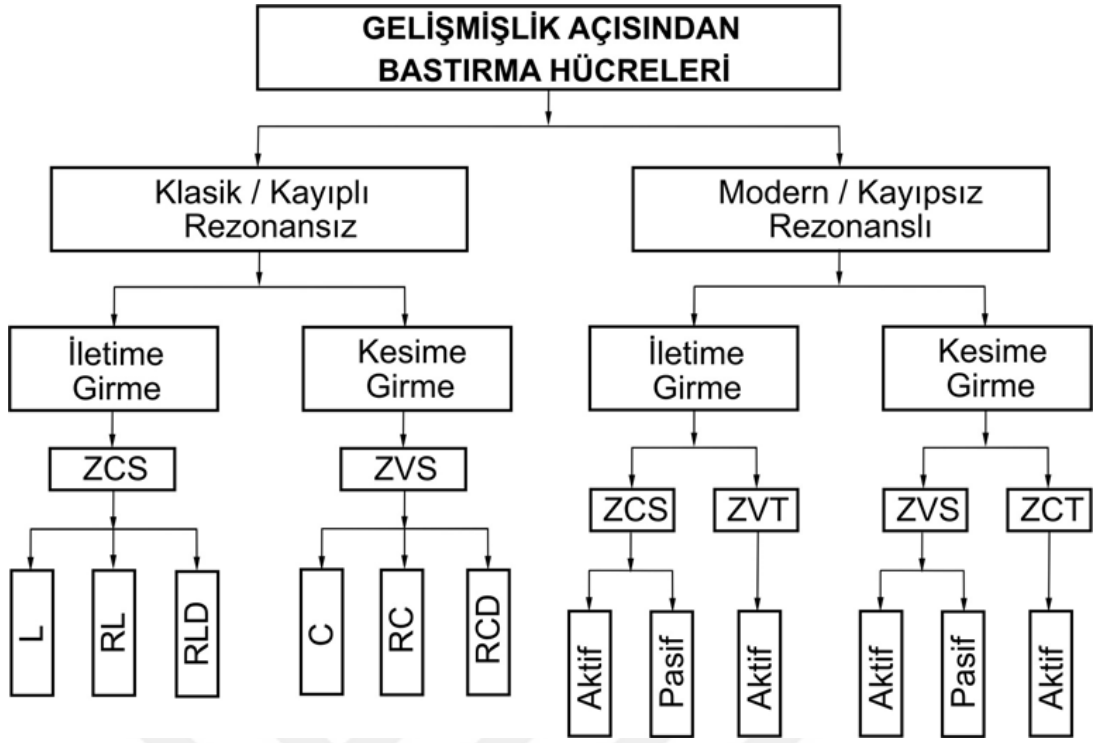 GELİŞMİŞLİK AÇISINDAN
BASTIRMA HÜCRELERİ
Klasik / Kayıplı
Rezonansız
Modern / Kayıpsız
Rezonanslı
İletime
Girme
Kesime
Girme
İletime
Girme
Kesime
Girme
ZCS
ZVS
ZCS
ZVT
ZVS
ZCT
L
RL
RLD
C
RC
RCD
Aktif
Pasif
Aktif
Aktif
Pasif
Aktif